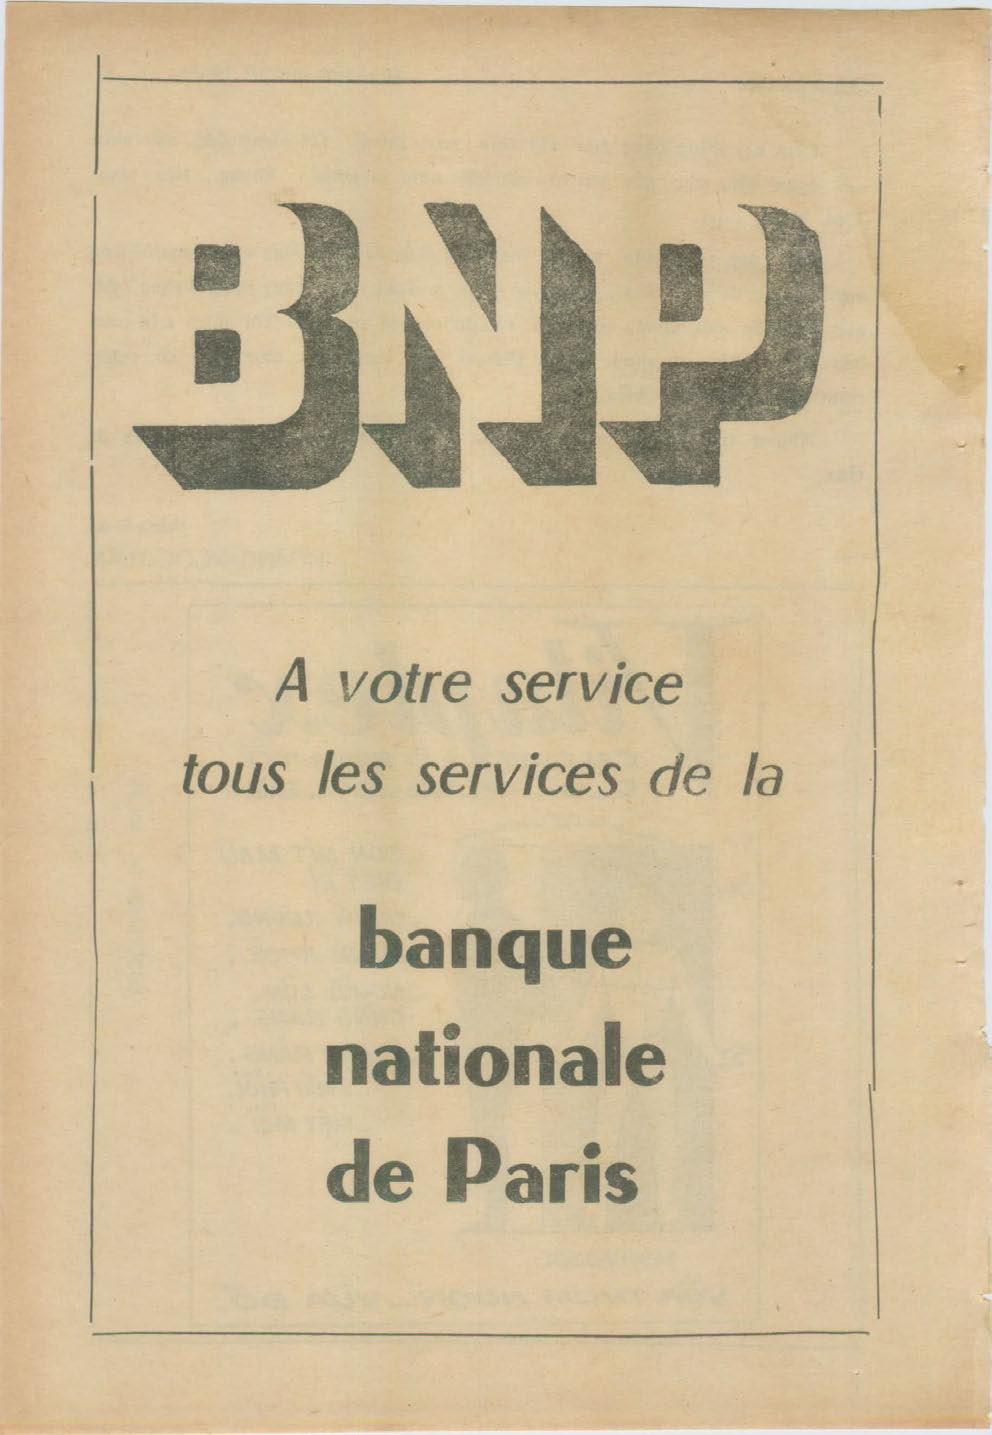 BNP
A votre service
tous les services de la
banque
nationale
de Paris